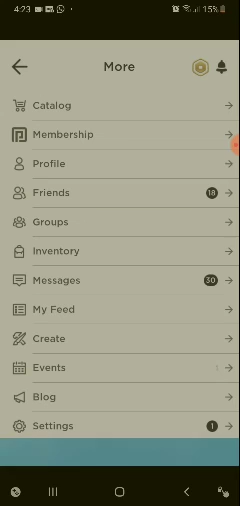 4:23
15%
More
Catalog
Membership
Profile
Friends 18
Groups
Inventory
Messages 30
My Feed
Create
Events
Blog
Settings 1